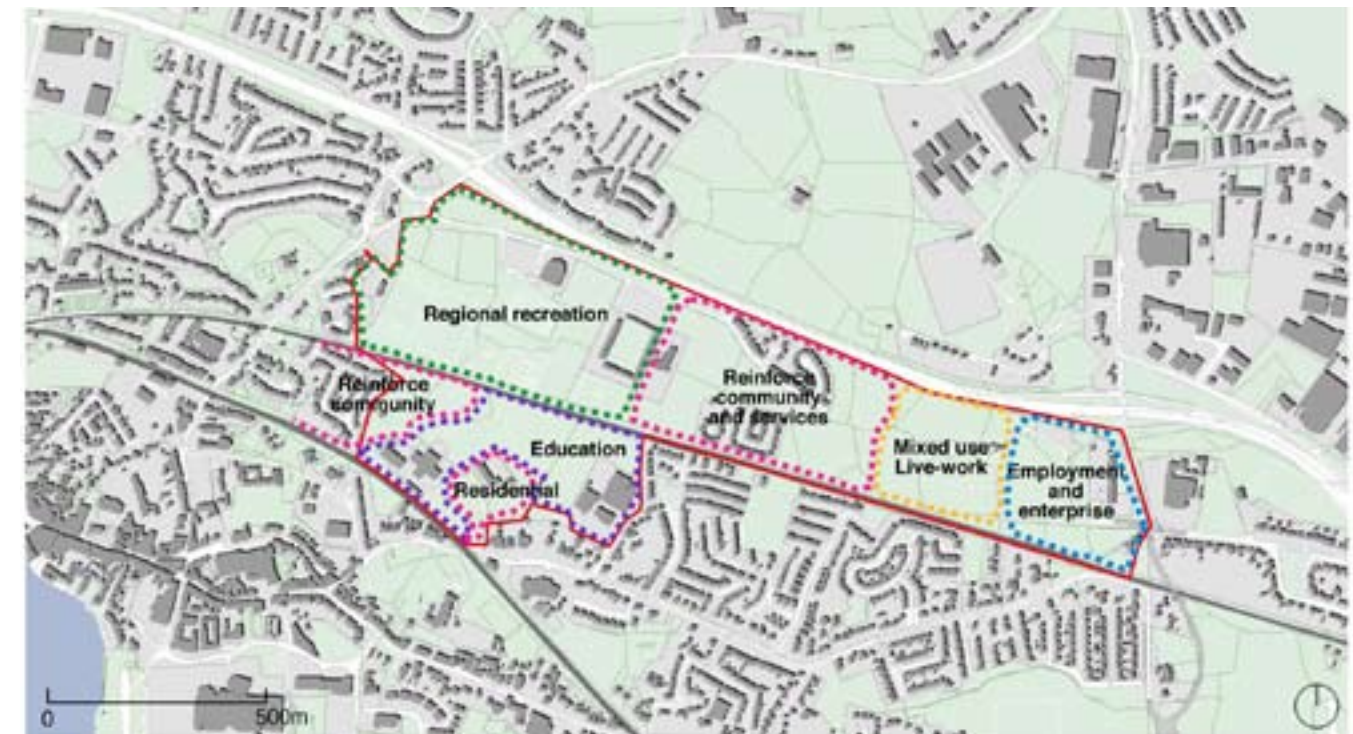 Regional recreation
Reinforce
community
Reinforce
community
and services
Education
Residential
Mixed use
Live-work
Employment
and
enterprise
0
500m